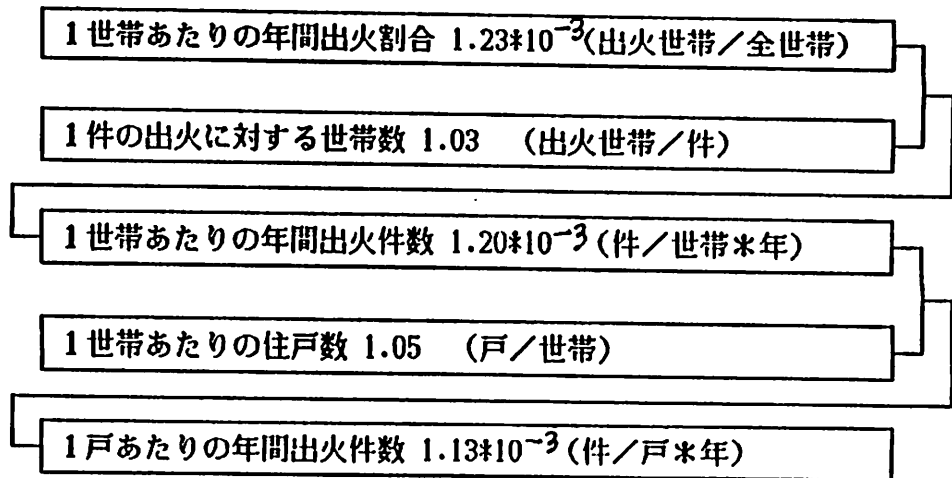 1世帯あたりの年間出火割合 1.23*10⁻³(出火世帯／全世帯)
1件の出火に対する世帯数 1.03 (出火世帯／件)
1世帯あたりの年間出火件数 1.20*10⁻³(件／世帯*年)
1世帯あたりの住戸数 1.05 (戸／世帯)
1戸あたりの年間出火件数 1.13*10⁻³(件／戸*年)